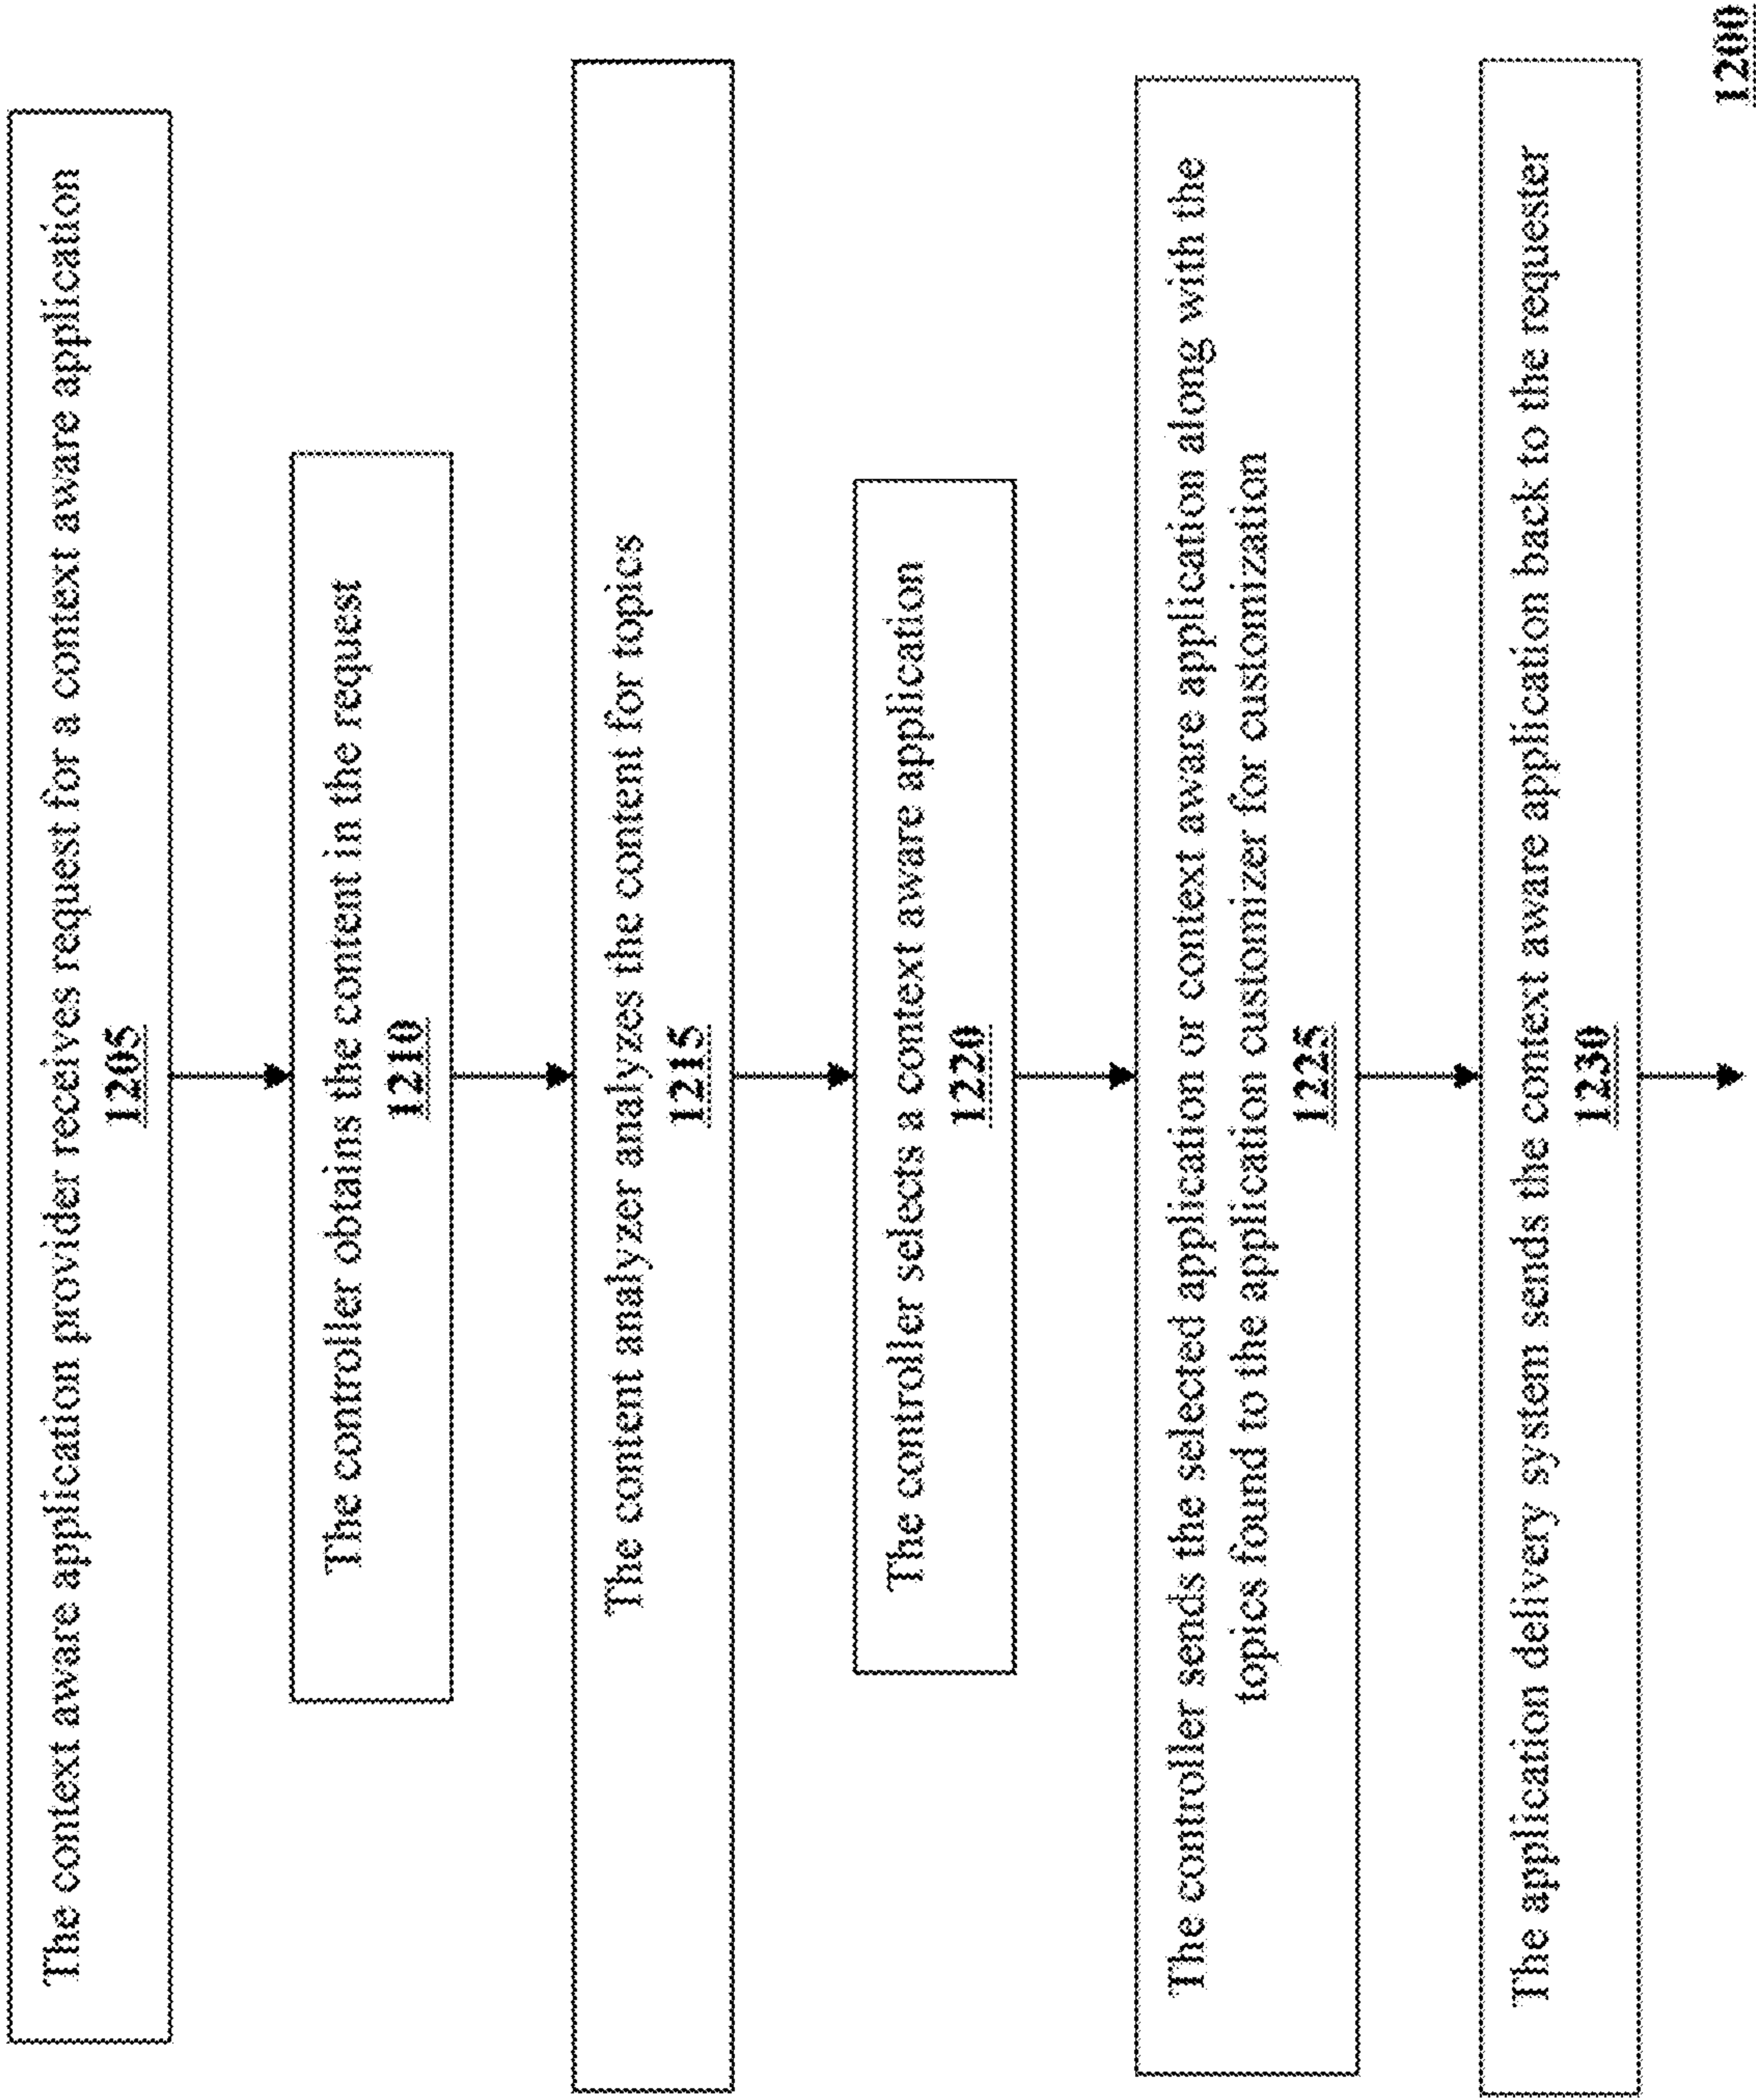 The context aware application provider receives request for a context aware application
1205
The controller obtains the content in the request
1210
The content analyzer analyzes the content for topics
1215
The controller selects a context aware application
1220
The controller sends the selected application or context aware application along with the
topics found to the application customizer for customization
1225
The application delivery system sends the context aware application back to the requester
1230
1200